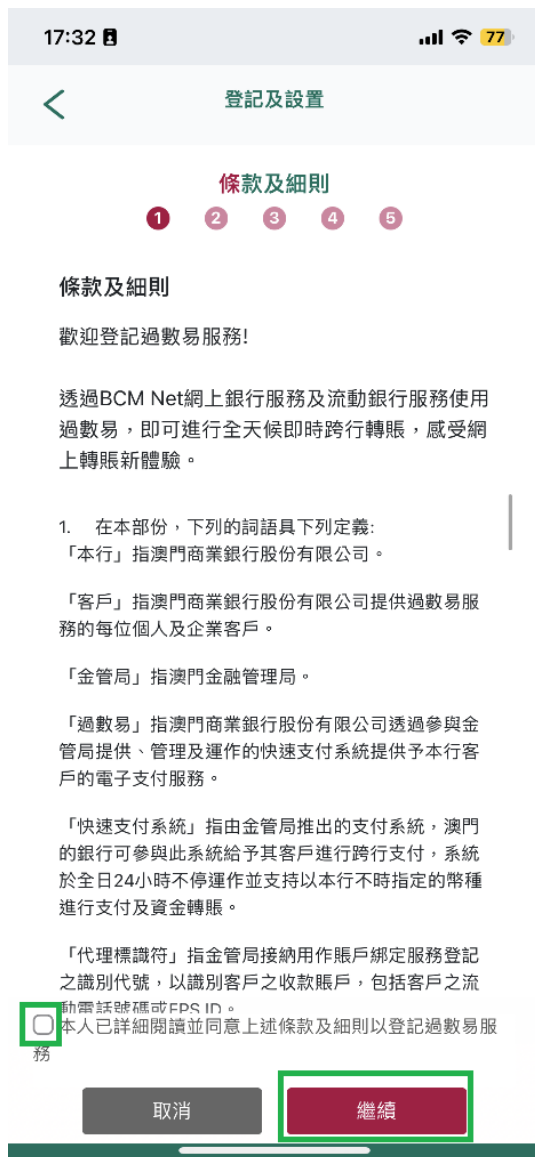 17:32
77
登記及設置
條款及細則
1 2 3 4 5
條款及細則
歡迎登記過數易服務!
透過BCM Net網上銀行服務及流動銀行服務使用
過數易，即可進行全天候即時跨行轉賬，感受網
上轉賬新體驗。
1. 在本部份，下列的詞語具下列定義:
「本行」指澳門商業銀行股份有限公司。
「客戶」指澳門商業銀行股份有限公司提供過數易服
務的每位個人及企業客戶。
「金管局」指澳門金融管理局。
「過數易」指澳門商業銀行股份有限公司透過參與金
管局提供、管理及運作的快速支付系統提供予本行客
戶的電子支付服務。
「快速支付系統」指由金管局推出的支付系統，澳門
的銀行可參與此系統給予其客戶進行跨行支付，系統
於全日24小時不停運作並支持以本行不時指定的幣種
進行支付及資金轉賬。
「代理標識符」指金管局接納用作賬戶綁定服務登記
之識別代號，以識別客戶之收款賬戶，包括客戶之流
動電話號碼或EPS ID。
本人已詳細閱讀並同意上述條款及細則以登記過數易服
務
取消
繼續